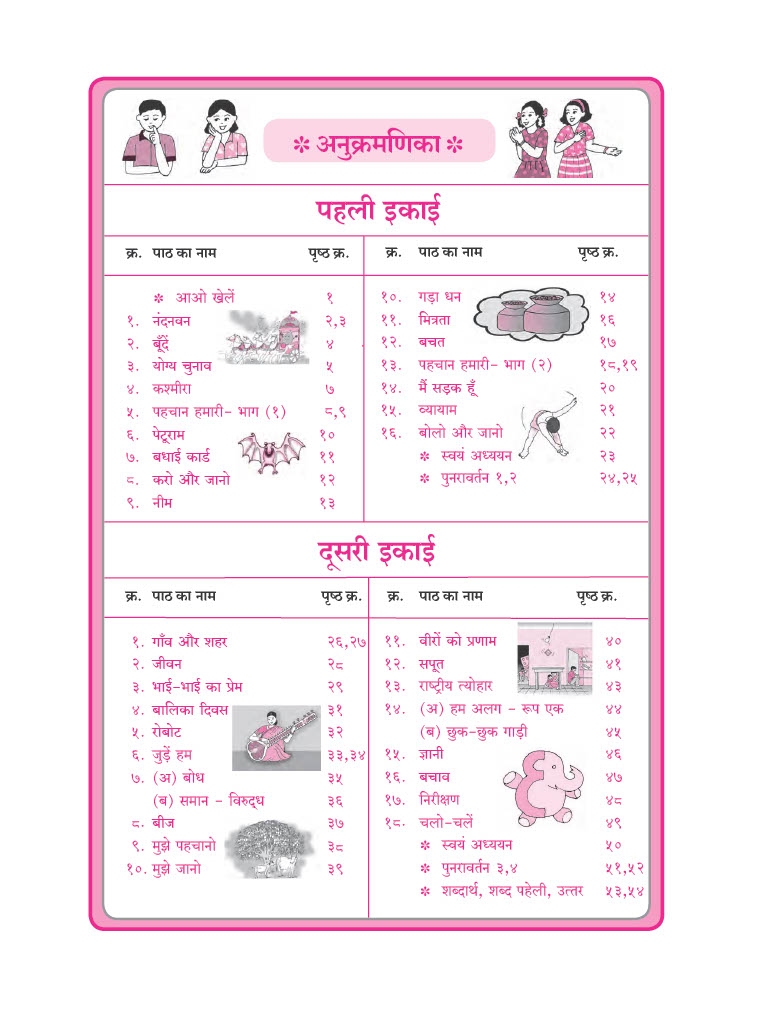 ❊ अनुक्रमणिका ❊
पहली इकाई
क्र. पाठ का नाम पृष्ठ क्र.
❊ आओ खेलें १
१. नंदनवन २,३
२. बूँदें ४
३. योग्य चुनाव ५
४. कश्मीरा ७
५. पहचान हमारी- भाग (१) ८,९
६. पेटूराम १०
७. बधाई कार्ड ११
८. करो और जानो १२
९. नीम १३
क्र. पाठ का नाम पृष्ठ क्र.
१०. गड़ा धन १४
११. मित्रता १६
१२. बचत १७
१३. पहचान हमारी- भाग (२) १८,१९
१४. मैं सड़क हूँ २०
१५. व्यायाम २१
१६. बोलो और जानो २२
❊ स्वयं अध्ययन २३
❊ पुनरावर्तन १,२ २४,२५
दूसरी इकाई
क्र. पाठ का नाम पृष्ठ क्र.
१. गाँव और शहर २६,२७
२. जीवन २८
३. भाई-भाई का प्रेम २९
४. बालिका दिवस ३१
५. रोबोट ३२
६. जुड़ें हम ३३,३४
७. (अ) बोध ३५
(ब) समान - विरुद्ध ३६
८. बीज ३७
९. मुझे पहचानो ३८
१०. मुझे जानो ३९
क्र. पाठ का नाम पृष्ठ क्र.
११. वीरों को प्रणाम ४०
१२. सपूत ४१
१३. राष्ट्रीय त्योहार ४३
१४. (अ) हम अलग - रूप एक ४४
(ब) छुक-छुक गाड़ी ४५
१५. ज्ञानी ४६
१६. बचाव ४७
१७. निरीक्षण ४८
१८. चलो-चलें ४९
❊ स्वयं अध्ययन ५०
❊ पुनरावर्तन ३,४ ५१,५२
❊ शब्दार्थ, शब्द पहेली, उत्तर ५३,५४